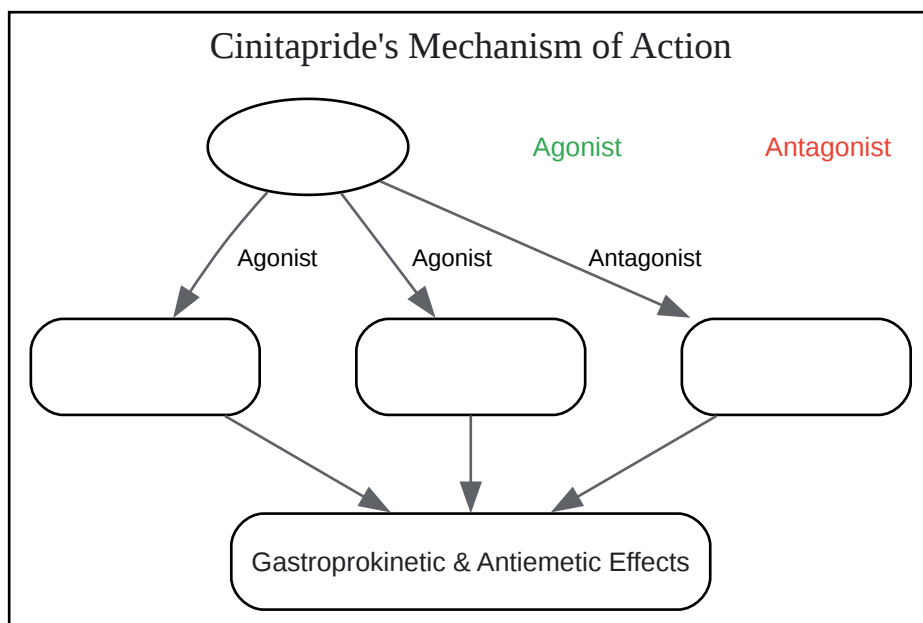 Cinitapride's Mechanism of Action
Agonist
Antagonist
Agonist
Agonist
Antagonist
Gastroprokinetic & Antiemetic Effects